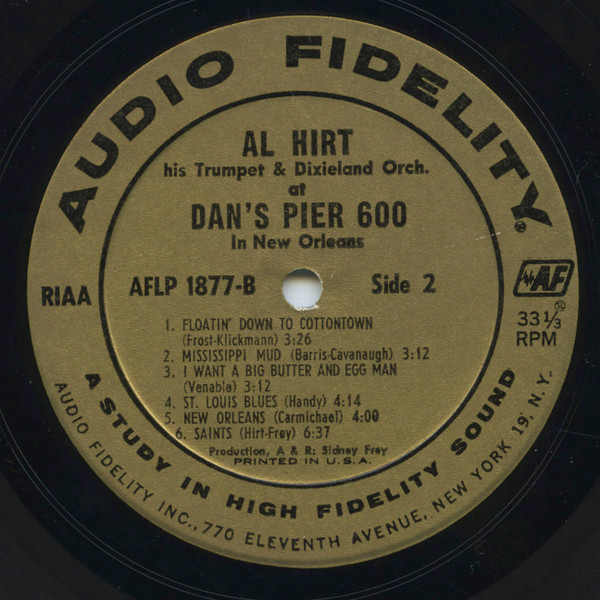 AUDIO FIDELITY®
AL HIRT
his Trumpet & Dixieland Orch.
at
DAN'S PIER 600
In New Orleans
RIAA
AFLP 1877-B
Side 2
AF®
33 1/3
RPM
1. FLOATIN' DOWN TO COTTONTOWN
(Frost-Klickmann) 3:26
2. MISSISSIPPI MUD (Barris-Cavanaugh) 3:12
3. I WANT A BIG BUTTER AND EGG MAN
(Venable) 3:12
4. ST. LOUIS BLUES (Handy) 4:14
5. NEW ORLEANS (Carmichael) 4:00
6. SAINTS (Hirt-Frey) 6:37
Production, A & R: Sidney Frey
PRINTED IN U.S.A.
A STUDY IN HIGH FIDELITY SOUND
AUDIO FIDELITY INC., 770 ELEVENTH AVENUE, NEW YORK 19, N.Y.